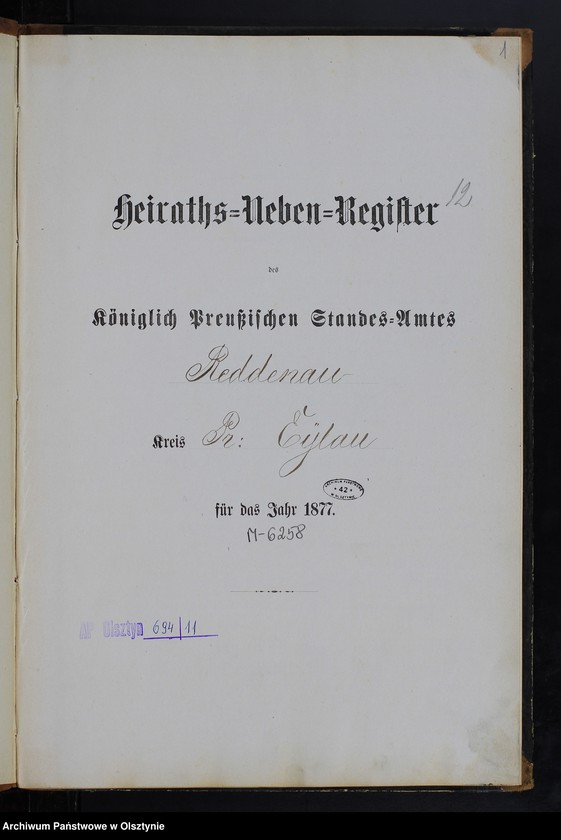 1
12
Heiraths-Neben-Register
des
Königlich Preußischen Standes-Amtes
Reddenau
Kreis Pr: Eÿlau
42
für das Jahr 1877.
M-6258
AP Olsztyn 694/11
Archiwum Państwowe w Olsztynie